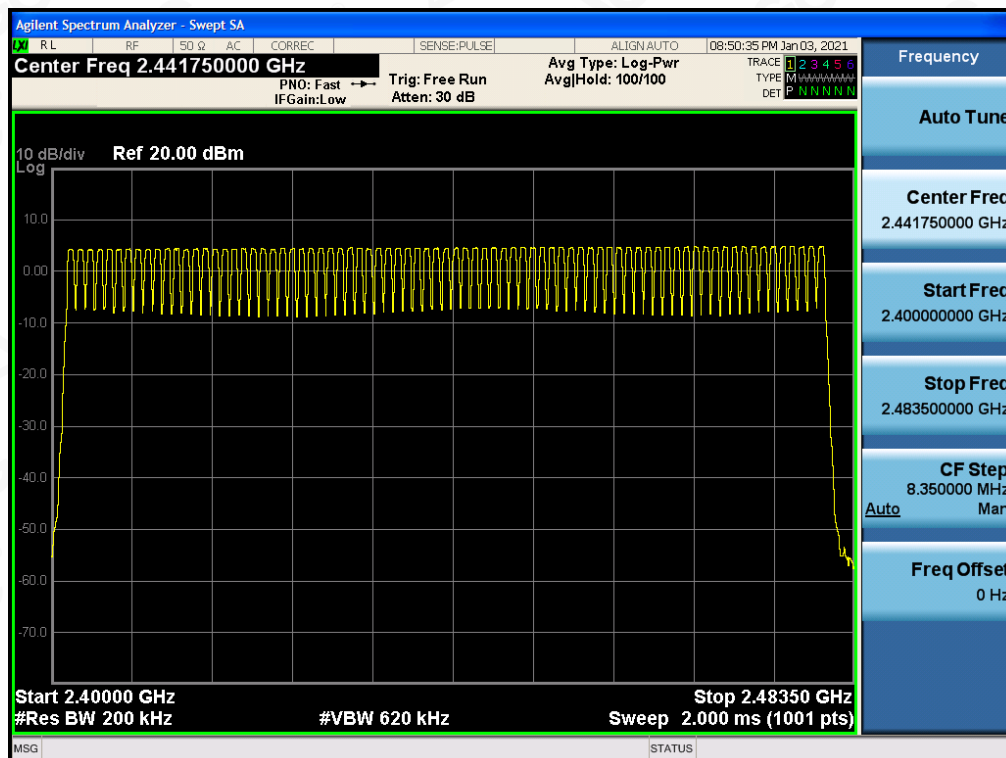 Agilent Spectrum Analyzer - Swept SA
LXI RL RF 50 Ω AC CORREC SENSE:PULSE ALIGN AUTO 08:50:35 PM Jan 03, 2021
Center Freq 2.441750000 GHz
PNO: Fast
IFGain:Low
Trig: Free Run
Atten: 30 dB
Avg Type: Log-Pwr
Avg|Hold: 100/100
TRACE 1 2 3 4 5 6
TYPE M WWWWW
DET P N N N N N
10 dB/div Ref 20.00 dBm
Log
10.0
0.00
-10.0
-20.0
-30.0
-40.0
-50.0
-60.0
-70.0
Start 2.40000 GHz Stop 2.48350 GHz
#Res BW 200 kHz #VBW 620 kHz Sweep 2.000 ms (1001 pts)
MSG STATUS
Frequency
Auto Tune
Center Freq
2.441750000 GHz
Start Freq
2.400000000 GHz
Stop Freq
2.483500000 GHz
CF Step
8.350000 MHz
Auto Man
Freq Offset
0 Hz